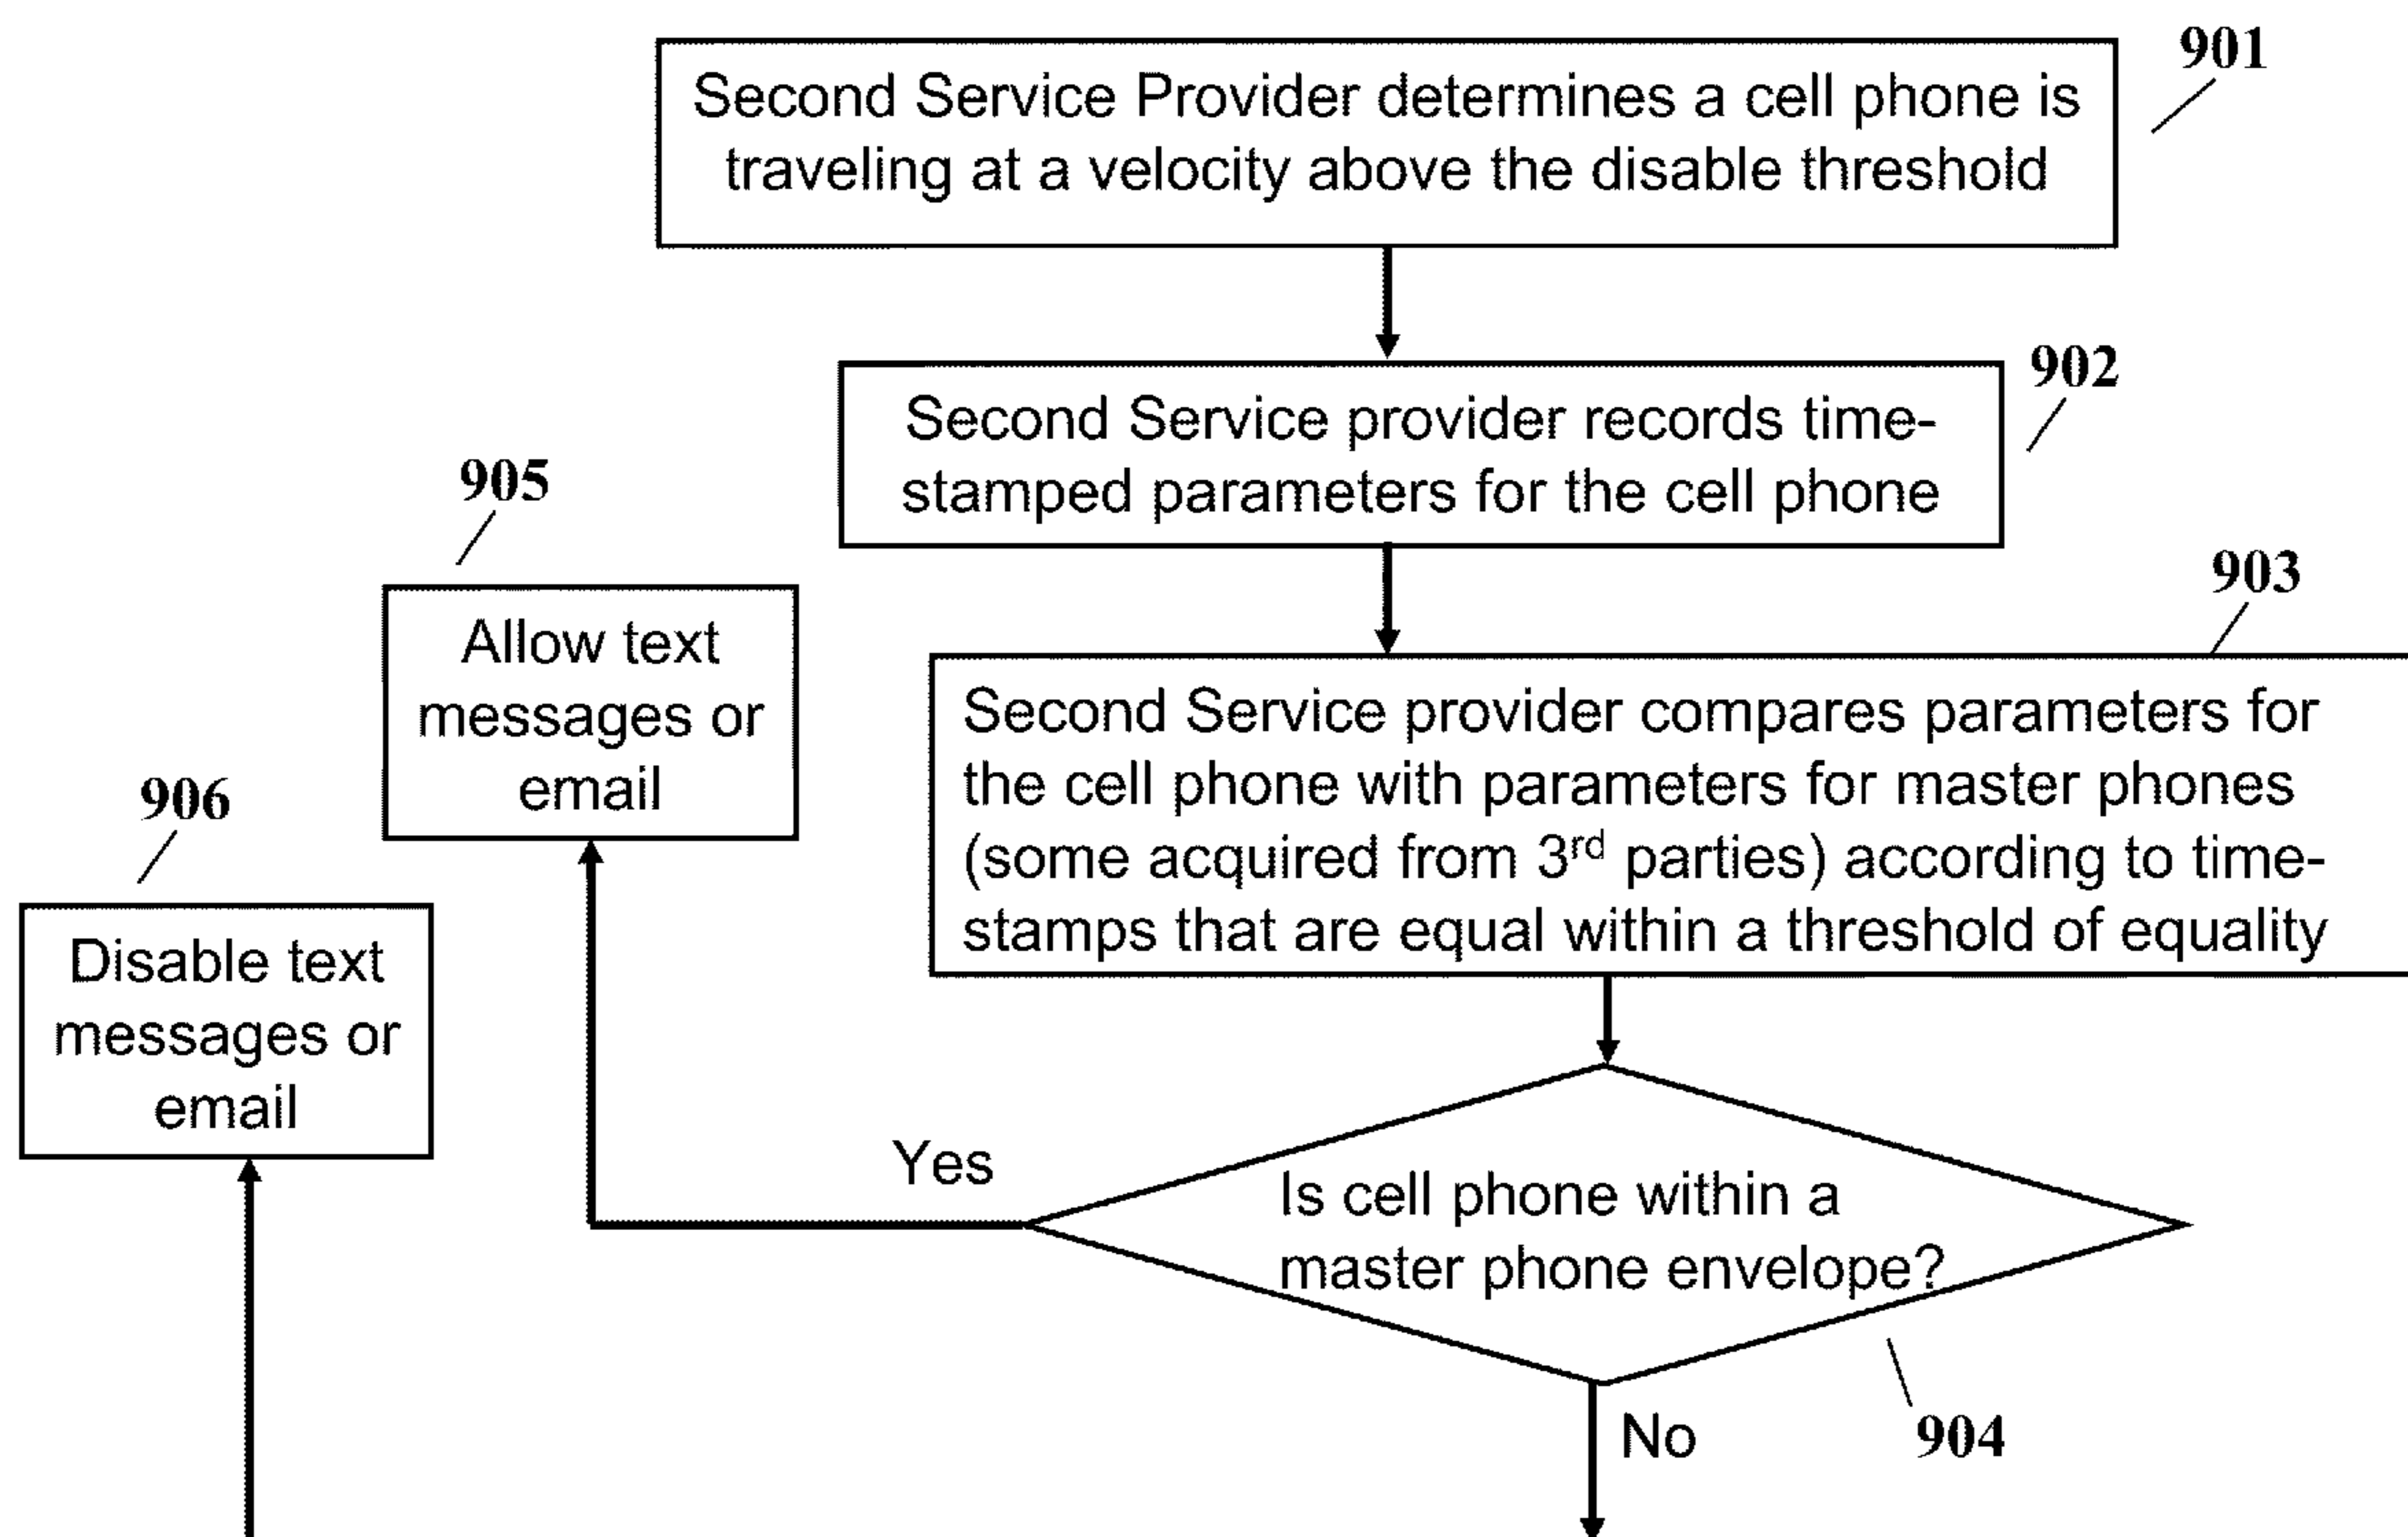 901
Second Service Provider determines a cell phone is
traveling at a velocity above the disable threshold
902
Second Service provider records time-
stamped parameters for the cell phone
905
Allow text
messages or
email
903
Second Service provider compares parameters for
the cell phone with parameters for master phones
(some acquired from 3rd parties) according to time-
stamps that are equal within a threshold of equality
906
Disable text
messages or
email
Yes
Is cell phone within a
master phone envelope?
No
904